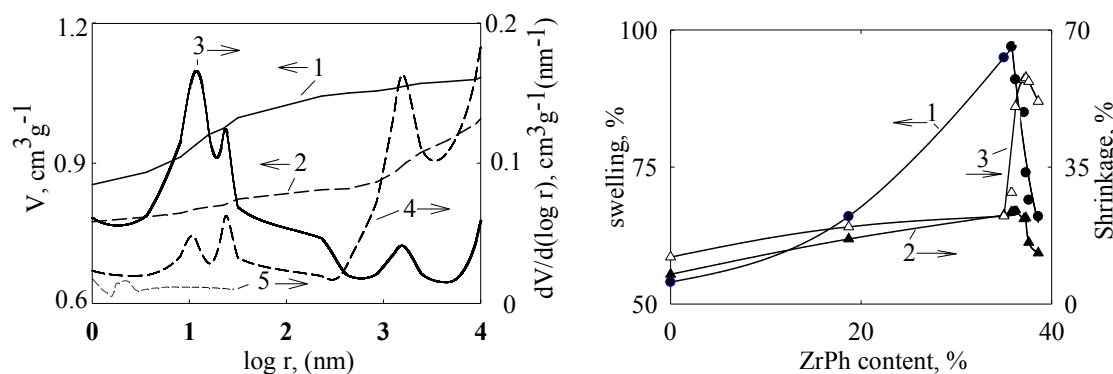 1.2
0.9
0.6
V, cm³g⁻¹
0 1 2 3 4
log r, (nm)
0.2
0.1
0
dV/d(log r), cm³g⁻¹(nm⁻¹)
3
1
2
4
5
100
75
50
swelling, %
0 20 40
ZrPh content, %
70
35
0
Shrinkage, %
1
3
2